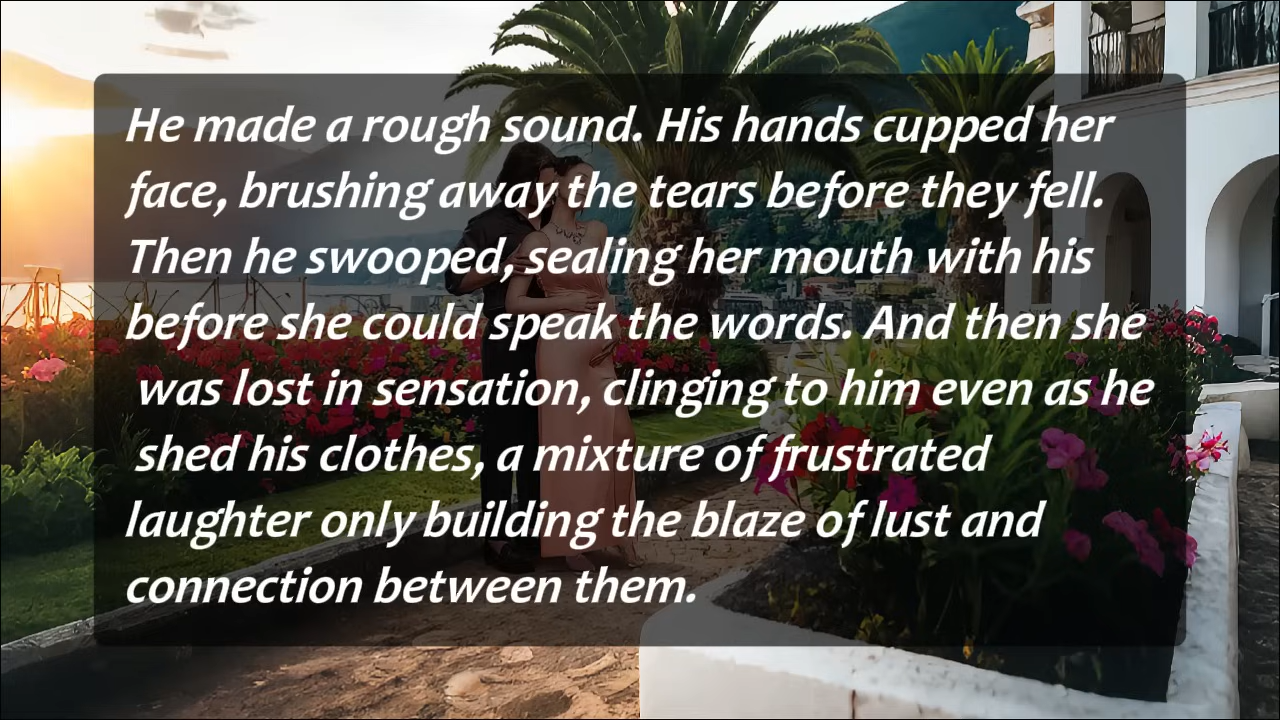 He made a rough sound. His hands cupped her
face, brushing away the tears before they fell.
Then he swooped, sealing her mouth with his
before she could speak the words. And then she
was lost in sensation, clinging to him even as he
shed his clothes, a mixture of frustrated
laughter only building the blaze of lust and
connection between them.